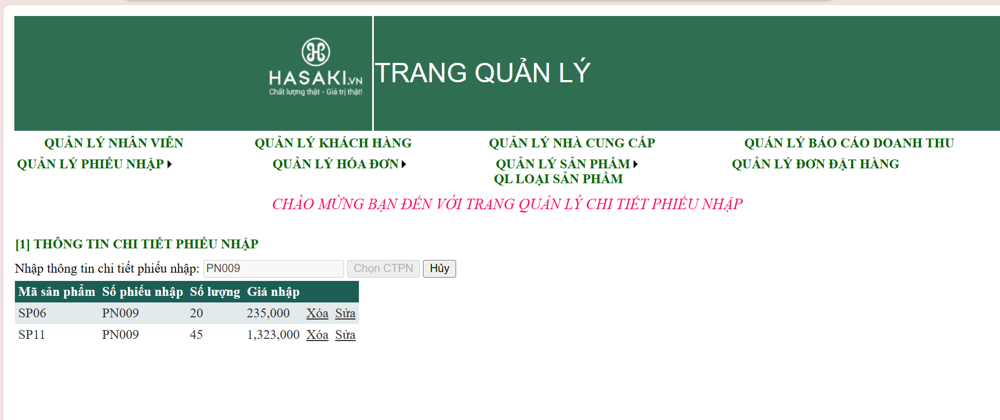 HASAKI.VN
Chất lượng thật - Giá trị thật!
TRANG QUẢN LÝ
QUẢN LÝ NHÂN VIÊN QUẢN LÝ KHÁCH HÀNG QUẢN LÝ NHÀ CUNG CẤP QUÁN LÝ BÁO CÁO DOANH THU
QUẢN LÝ PHIẾU NHẬP QUẢN LÝ HÓA ĐƠN QUẢN LÝ SẢN PHẨM QUẢN LÝ ĐƠN ĐẶT HÀNG
QL LOẠI SẢN PHẨM
CHÀO MỪNG BẠN ĐẾN VỚI TRANG QUẢN LÝ CHI TIẾT PHIẾU NHẬP
[1] THÔNG TIN CHI TIẾT PHIẾU NHẬP
Nhập thông tin chi tiết phiếu nhập: PN009 Chọn CTPN Hủy
Mã sản phẩm Số phiếu nhập Số lượng Giá nhập
SP06 PN009 20 235,000 Xóa Sửa
SP11 PN009 45 1,323,000 Xóa Sửa